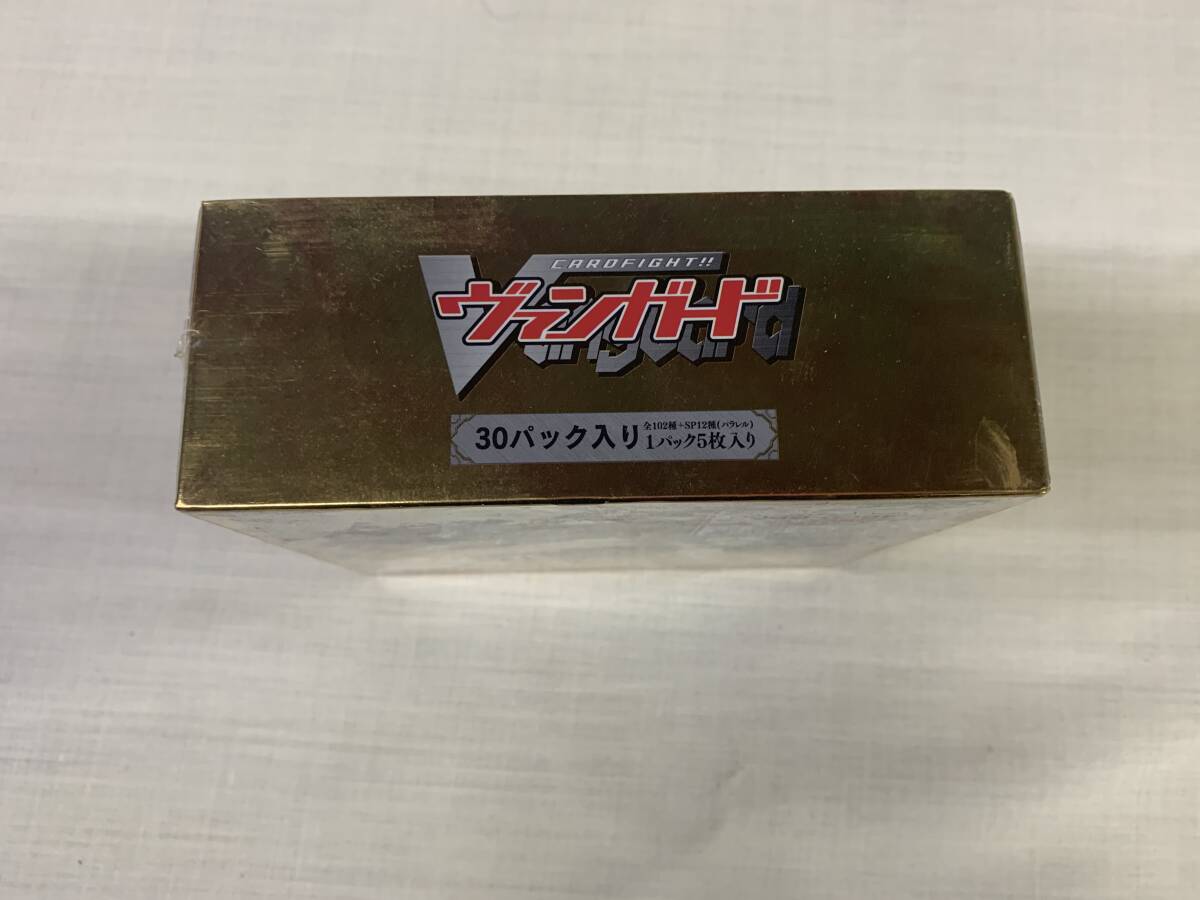 CARDFIGHT!!
ヴァンガード
Vanguard
30パック入り
全102種+SP12種(パラレル)
1パック5枚入り